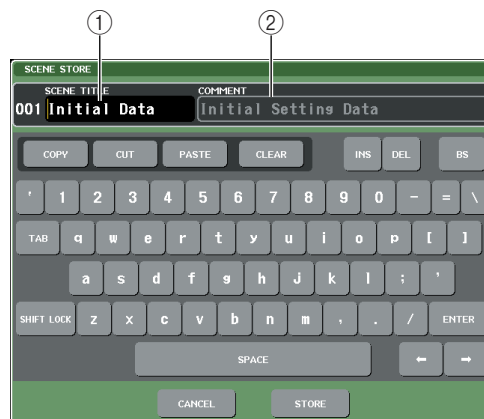 ① ②
SCENE STORE
SCENE TITLE COMMENT
001 Initial Data Initial Setting Data
COPY CUT PASTE CLEAR INS DEL BS
' 1 2 3 4 5 6 7 8 9 0 - = \
TAB q w e r t y u i o p [ ]
a s d f g h j k l ; '
SHIFT LOCK z x c v b n m , . / ENTER
SPACE ← →
CANCEL STORE